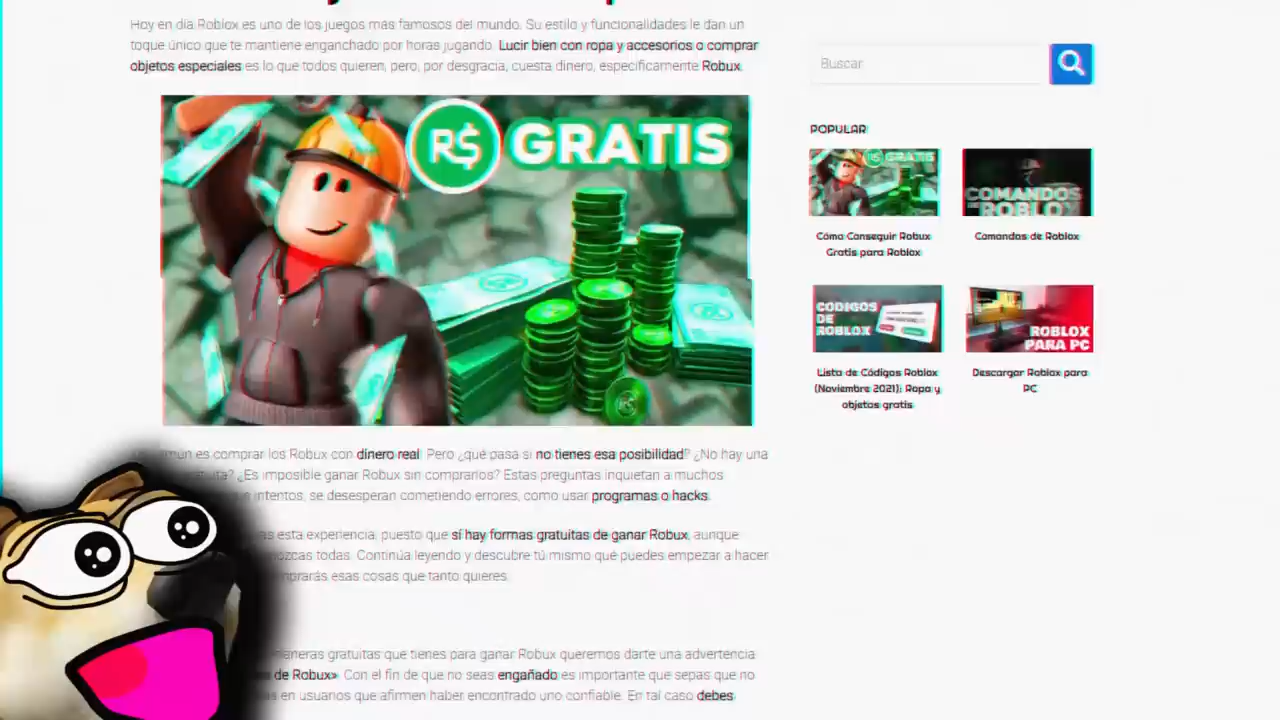 Hoy en día Roblox es uno de los juegos más famosos del mundo. Su estilo y funcionalidades le dan un
toque único que te mantiene enganchado por horas jugando. Lucir bien con ropa y accesorios o comprar
objetos especiales es lo que todos quieren, pero, por desgracia, cuesta dinero, específicamente Robux.
R$ GRATIS
es comprar los Robux con dinero real. Pero ¿qué pasa si no tienes esa posibilidad? ¿No hay una
¿Es imposible ganar Robux sin comprarlos? Estas preguntas inquietan a muchos
intentos, se desesperan cometiendo errores, como usar programas o hacks.
esta experiencia, puesto que sí hay formas gratuitas de ganar Robux, aunque
todas. Continúa leyendo y descubre tú mismo qué puedes empezar a hacer
esas cosas que tanto quieres.
gratuitas que tienes para ganar Robux queremos darte una advertencia
de Robux». Con el fin de que no seas engañado es importante que sepas que no
en usuarios que afirmen haber encontrado uno confiable. En tal caso debes
Buscar
POPULAR
R$ GRATIS
Cómo Conseguir Robux
Gratis para Roblox
COMANDOS
DE ROBLOX
Comandos de Roblox
CODIGOS
DE
ROBLOX
Lista de Códigos Roblox
(Noviembre 2021): Ropa y
objetos gratis
ROBLOX
PARA PC
Descargar Roblox para
PC